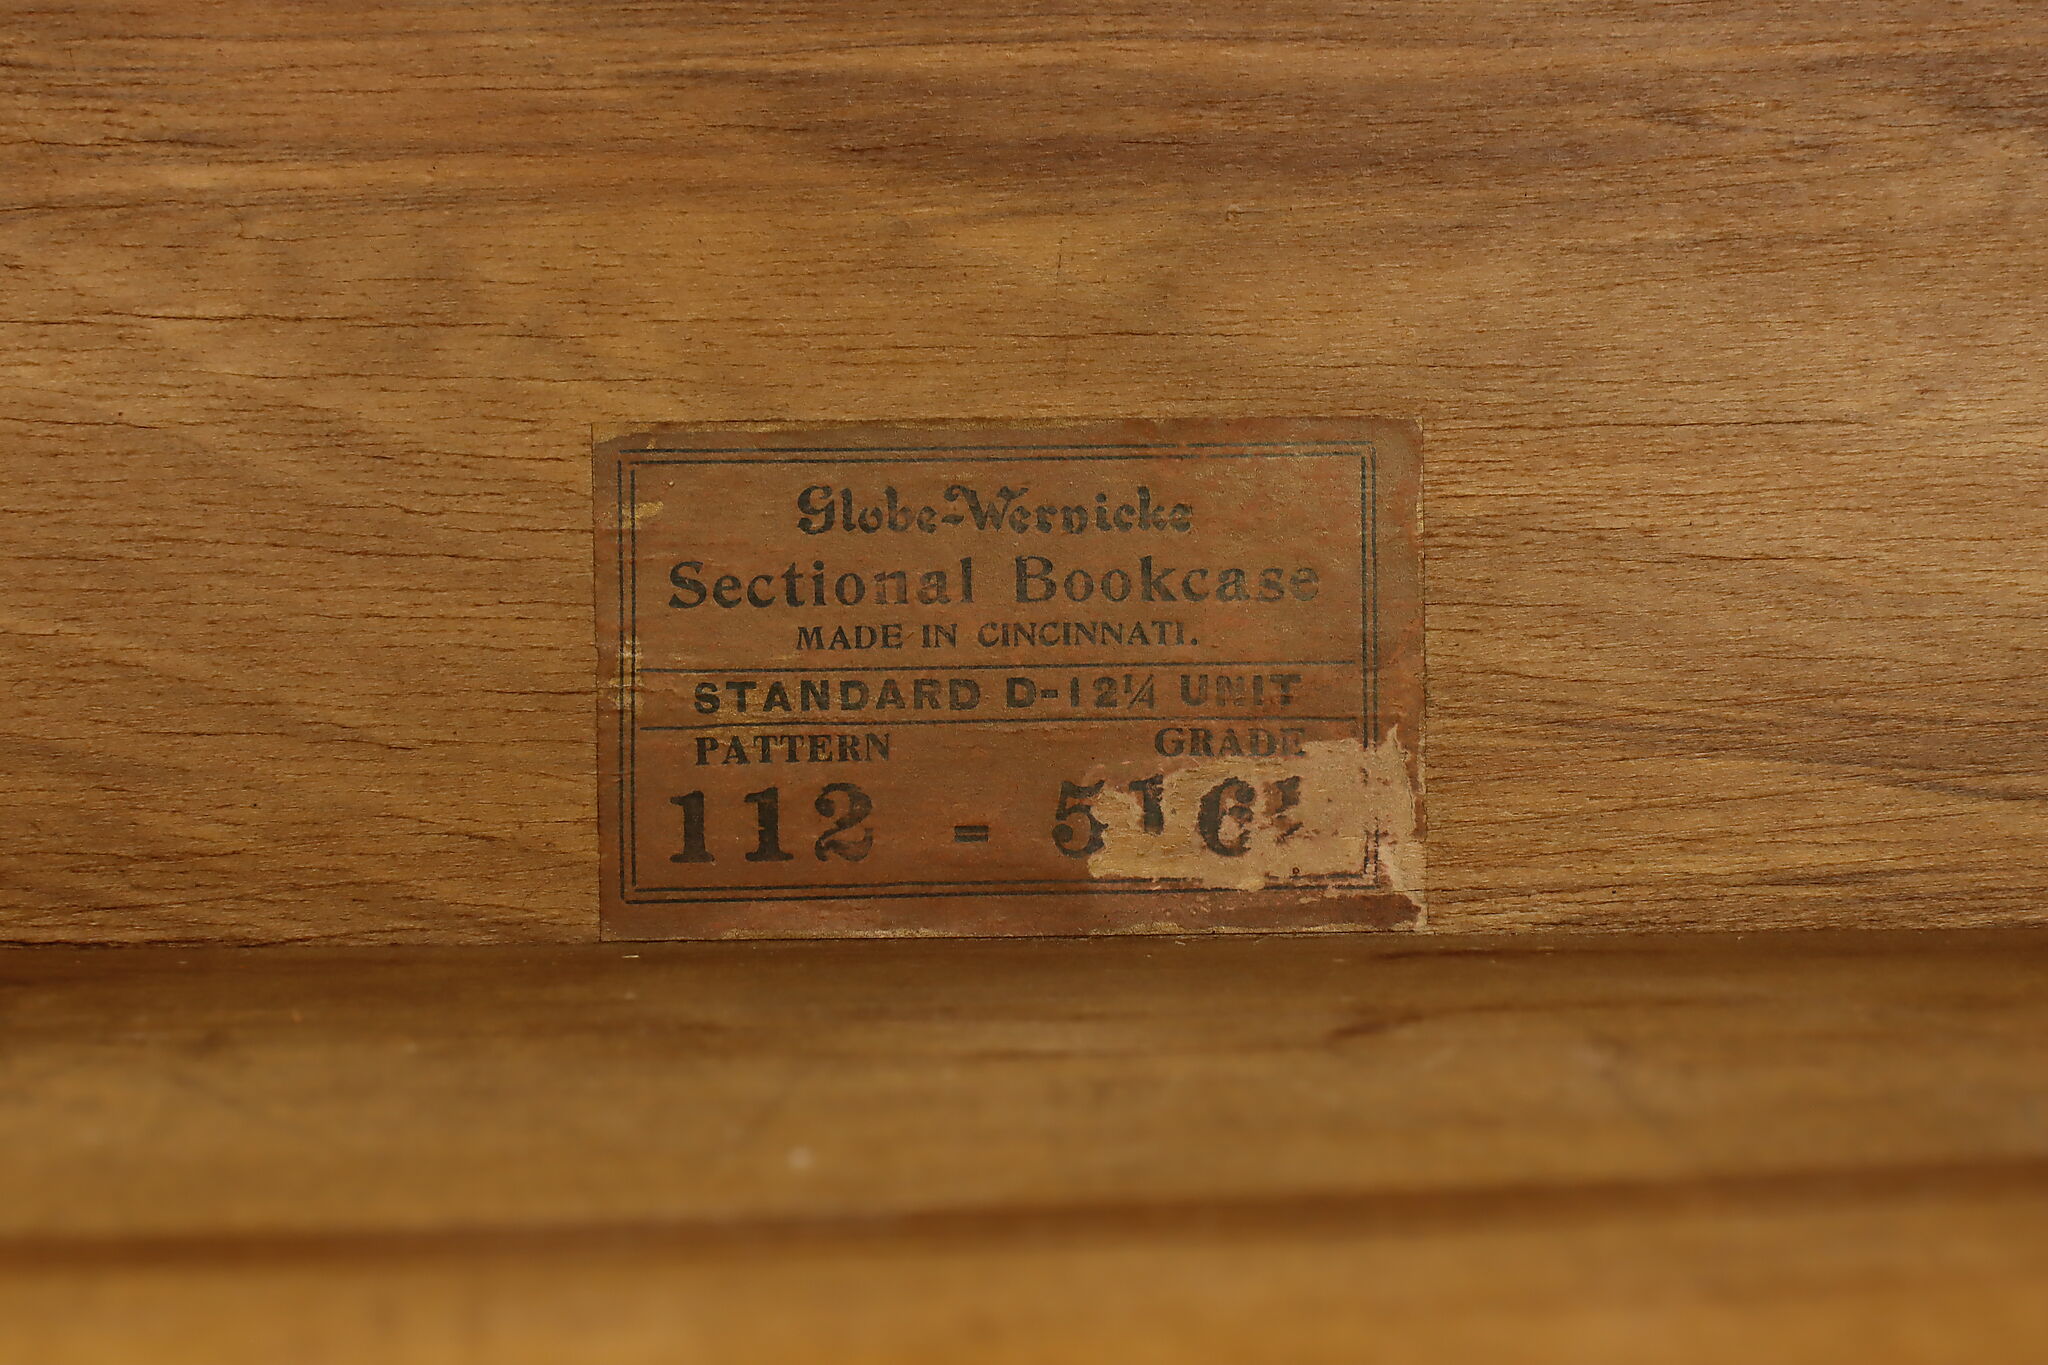 Globe-Wernicke
Sectional Bookcase
MADE IN CINCINNATI.
STANDARD D-12¼ UNIT
PATTERN GRADE
112 -